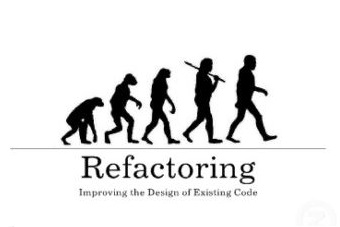 Refactoring
Improving the Design of Existing Code